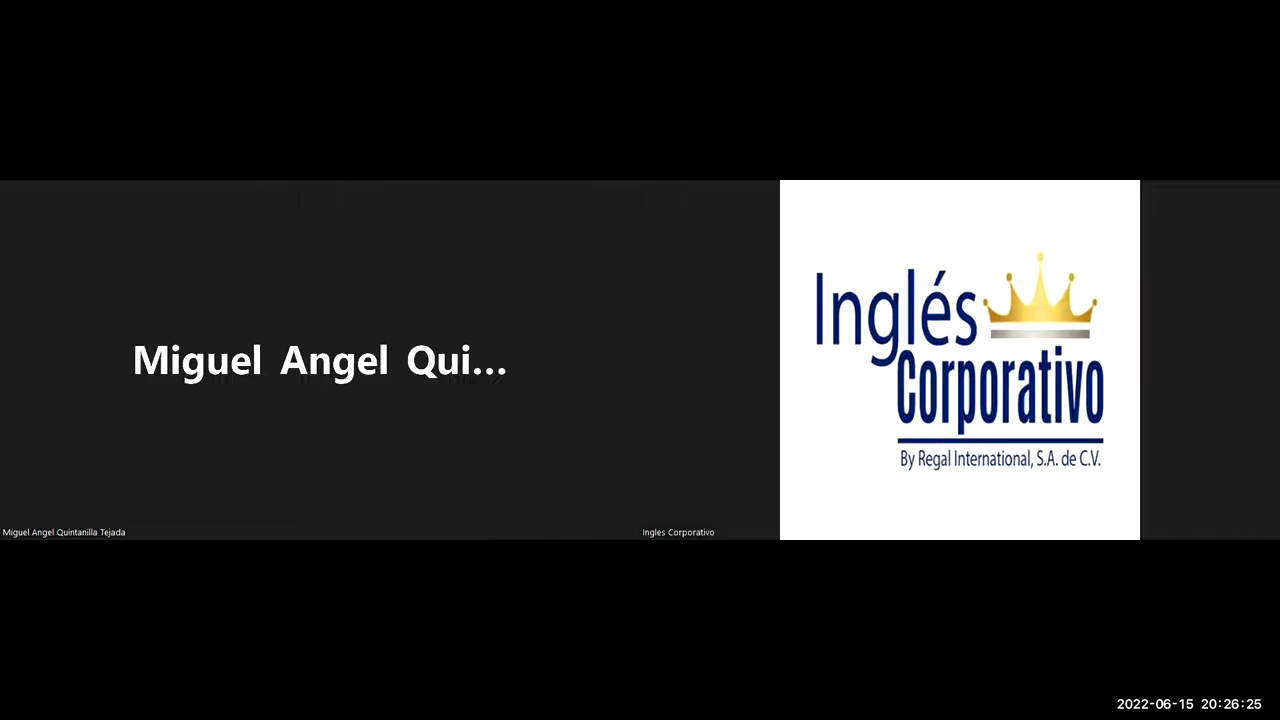 Miguel Angel Qui...
Inglés
Corporativo
By Regal International, S.A. de C.V.
Miguel Angel Quintanilla Tejada
Ingles Corporativo
2022-06-15 20:26:25